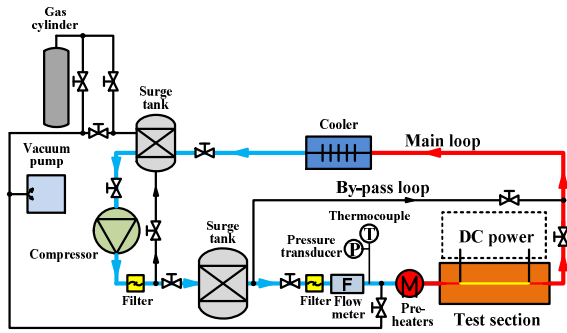 Gas
cylinder
Surge
tank
Cooler
Main loop
Vacuum
pump
By-pass loop
Thermocouple
T
Surge
tank
Pressure
transducer
P
DC power
Compressor
F
M
Filter
Filter
Flow
meter
Pre-
heaters
Test section